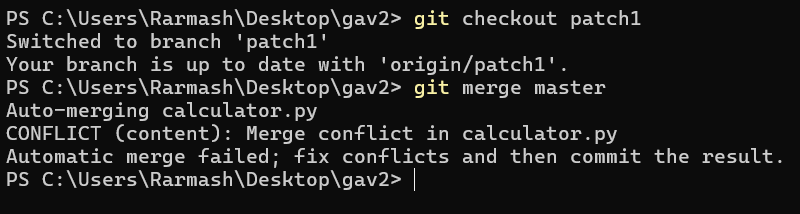 PS C:\Users\Rarmash\Desktop\gav2> git checkout patch1
Switched to branch 'patch1'
Your branch is up to date with 'origin/patch1'.
PS C:\Users\Rarmash\Desktop\gav2> git merge master
Auto-merging calculator.py
CONFLICT (content): Merge conflict in calculator.py
Automatic merge failed; fix conflicts and then commit the result.
PS C:\Users\Rarmash\Desktop\gav2>